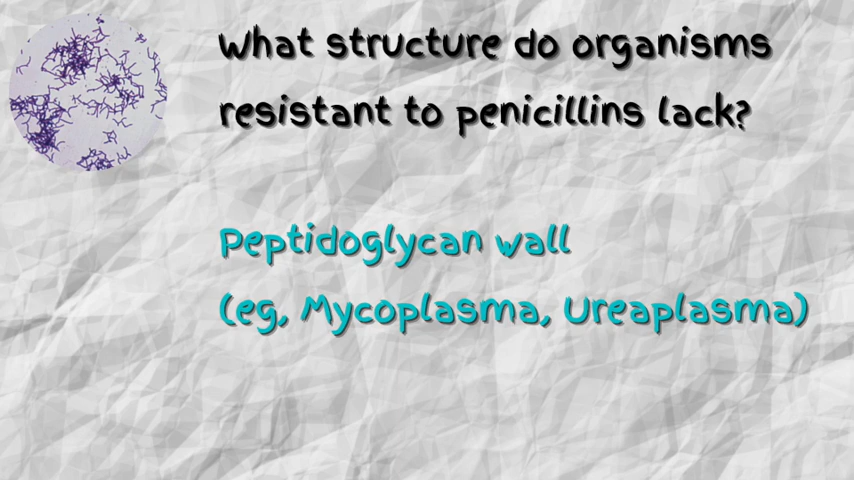 What structure do organisms
resistant to penicillins lack?
Peptidoglycan wall
(eg, Mycoplasma, Ureaplasma)